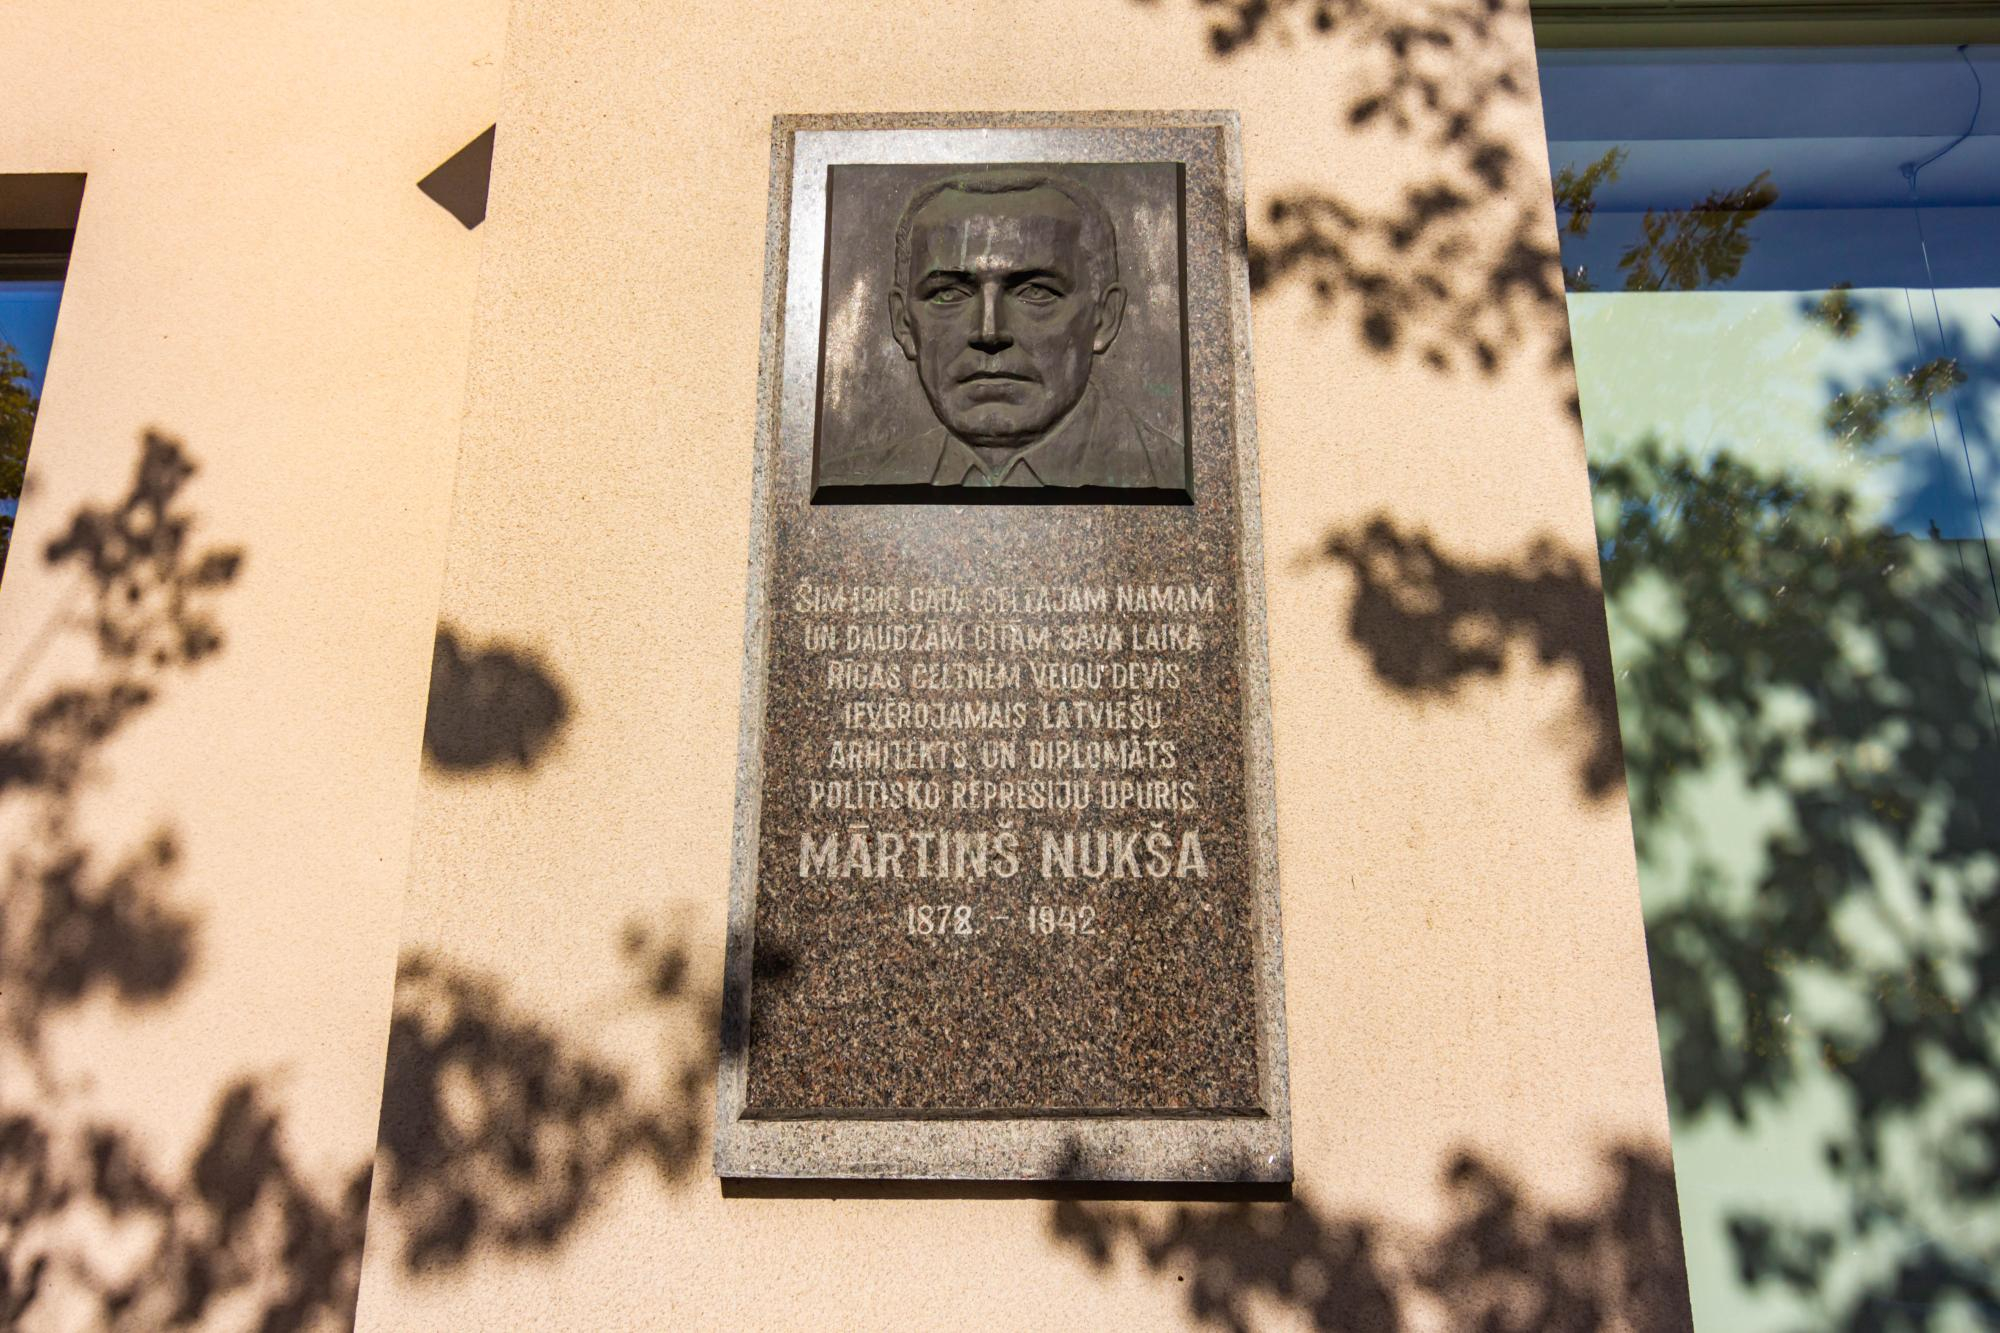 ŠIM 1910. GADĀ CELTAJAM NAMAM
UN DAUDZĀM CITĀM SAVA LAIKA
RĪGAS CELTNĒM VEIDU DEVIS
IEVĒROJAMAIS LATVIEŠU
ARHITEKTS UN DIPLOMĀTS
POLITISKO REPRESIJU UPURIS
MĀRTIŅŠ NUKŠA
1878. – 1942.